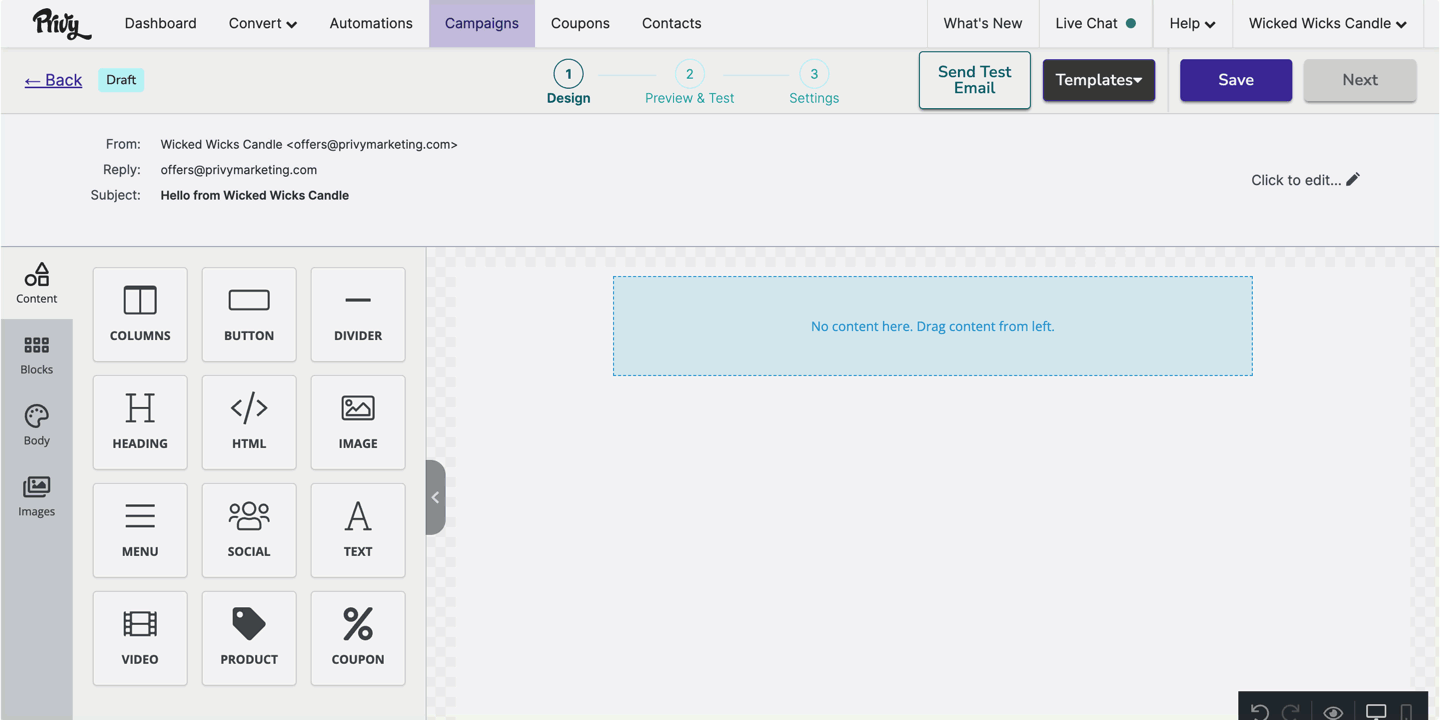 Privy
Dashboard
Convert
Automations
Campaigns
Coupons
Contacts
What's New
Live Chat
Help
Wicked Wicks Candle
← Back
Draft
1
Design
2
Preview & Test
3
Settings
Send Test
Email
Templates
Save
Next
From: Wicked Wicks Candle <offers@privymarketing.com>
Reply: offers@privymarketing.com
Subject: Hello from Wicked Wicks Candle
Click to edit...
Content
Blocks
Body
Images
COLUMNS
BUTTON
DIVIDER
HEADING
HTML
IMAGE
MENU
SOCIAL
TEXT
VIDEO
PRODUCT
COUPON
No content here. Drag content from left.